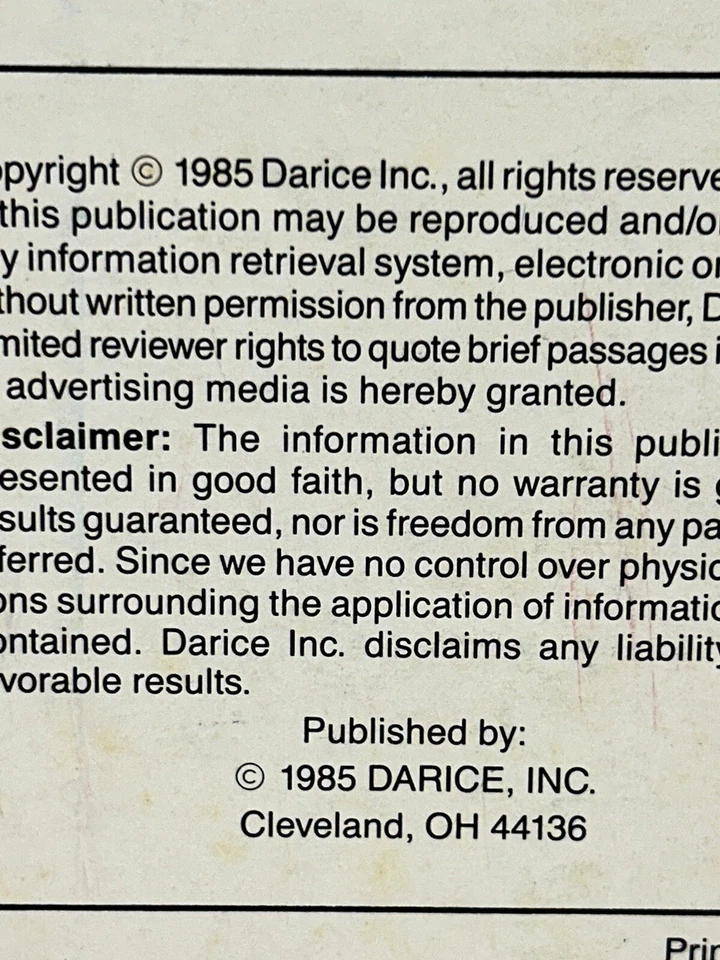 opyright © 1985 Darice Inc., all rights reserve
this publication may be reproduced and/o
y information retrieval system, electronic or
thout written permission from the publisher, D
mited reviewer rights to quote brief passages i
advertising media is hereby granted.
sclaimer: The information in this publi
esented in good faith, but no warranty is g
sults guaranteed, nor is freedom from any pa
ferred. Since we have no control over physic
ons surrounding the application of informatio
ontained. Darice Inc. disclaims any liability
vorable results.
Published by:
© 1985 DARICE, INC.
Cleveland, OH 44136
Prin